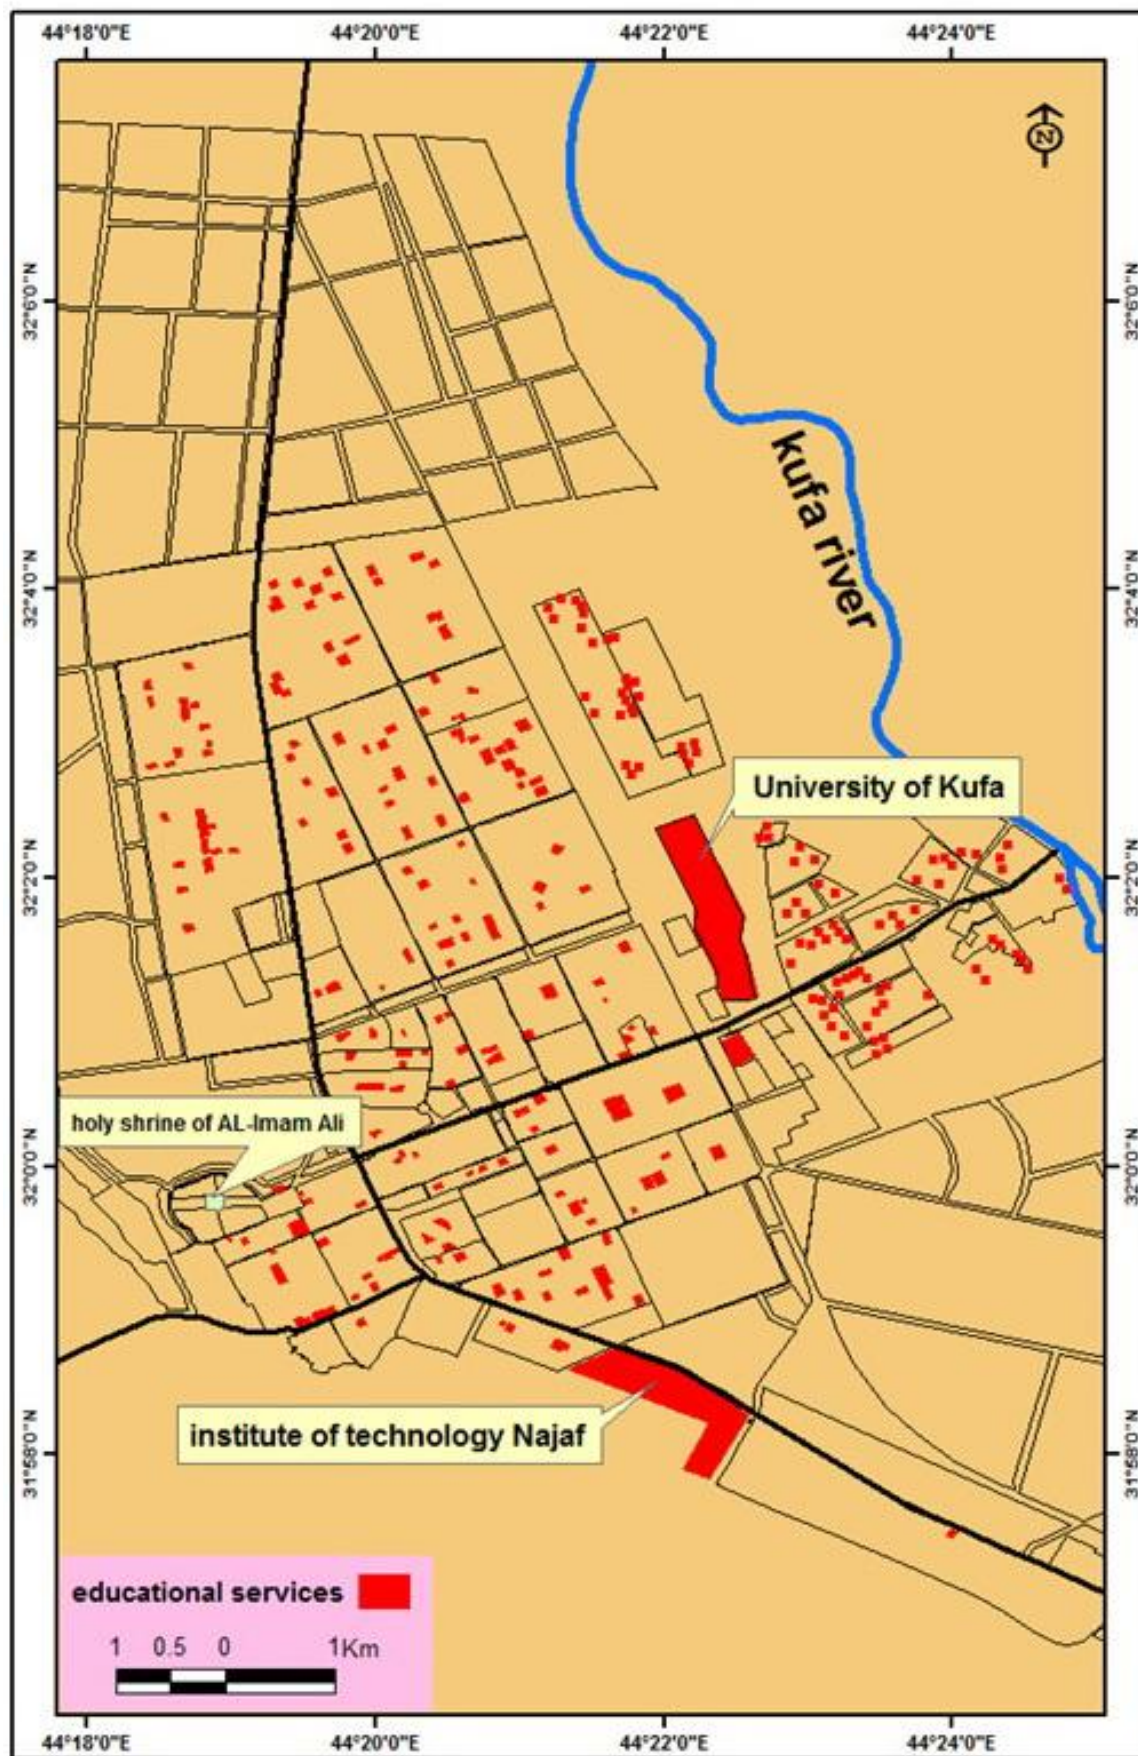 44°18'0"E 44°20'0"E 44°22'0"E 44°24'0"E
N
32°6'0"N 32°6'0"N
kufa river
32°4'0"N 32°4'0"N
University of Kufa
32°2'0"N 32°2'0"N
holy shrine of AL-Imam Ali
32°0'0"N 32°0'0"N
institute of technology Najaf
31°58'0"N 31°58'0"N
educational services
1 0.5 0 1Km
44°18'0"E 44°20'0"E 44°22'0"E 44°24'0"E